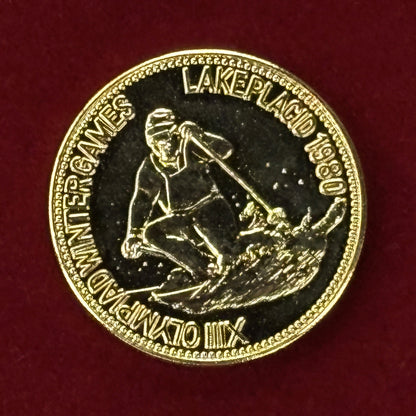 XIII OLYMPIAD WINTER GAMES
LAKE PLACID 1980